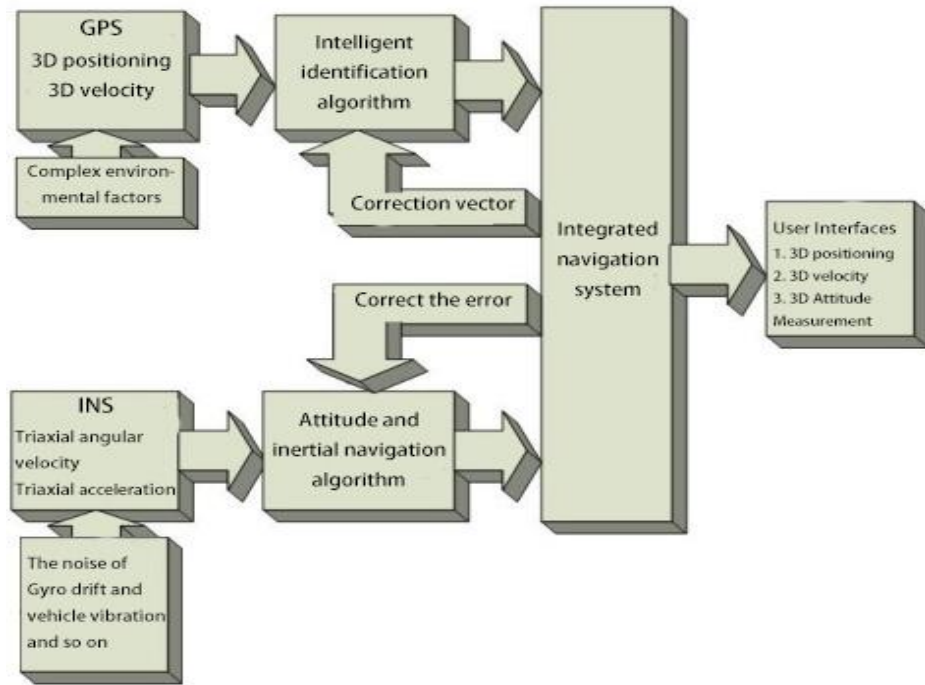 GPS
3D positioning
3D velocity
Intelligent
identification
algorithm
Complex environ-
mental factors
Correction vector
Integrated
navigation
system
User Interfaces
1. 3D positioning
2. 3D velocity
3. 3D Attitude
Measurement
Correct the error
INS
Triaxial angular
velocity
Triaxial acceleration
Attitude and
inertial navigation
algorithm
The noise of
Gyro drift and
vehicle vibration
and so on